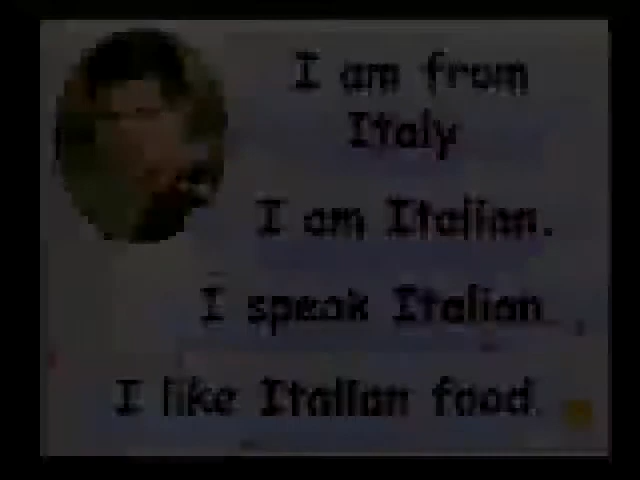 I am from
Italy
I am Italian.
I speak Italian.
I like Italian food.